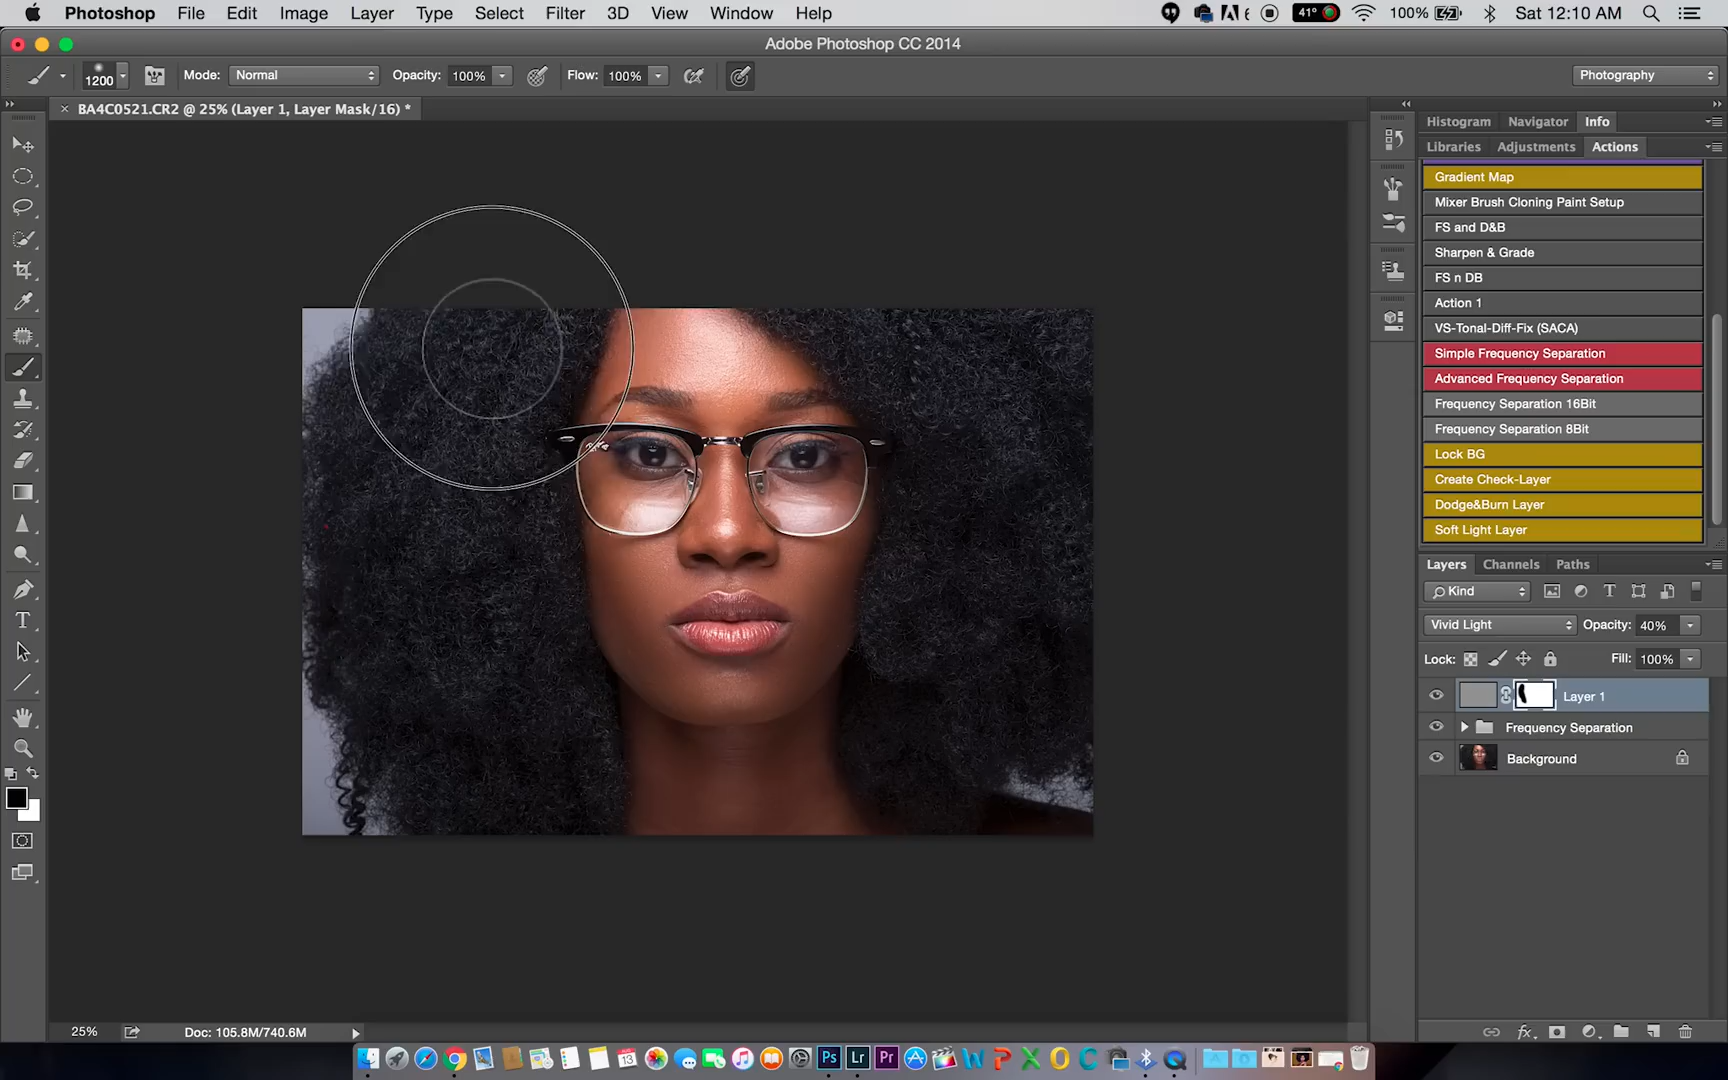 Photoshop File Edit Image Layer Type Select Filter 3D View Window Help 6 41° 100% Sat 12:10 AM
Adobe Photoshop CC 2014
1200 Mode: Normal Opacity: 100% Flow: 100% Photography
× BA4C0521.CR2 @ 25% (Layer 1, Layer Mask/16) *
Histogram Navigator Info
Libraries Adjustments Actions
Gradient Map
Mixer Brush Cloning Paint Setup
FS and D&B
Sharpen & Grade
FS n DB
Action 1
VS-Tonal-Diff-Fix (SACA)
Simple Frequency Separation
Advanced Frequency Separation
Frequency Separation 16Bit
Frequency Separation 8Bit
Lock BG
Create Check-Layer
Dodge&Burn Layer
Soft Light Layer
Layers Channels Paths
Kind
Vivid Light Opacity: 40%
Lock: Fill: 100%
Layer 1
Frequency Separation
Background
25% Doc: 105.8M/740.6M
13 Ps Lr Pr